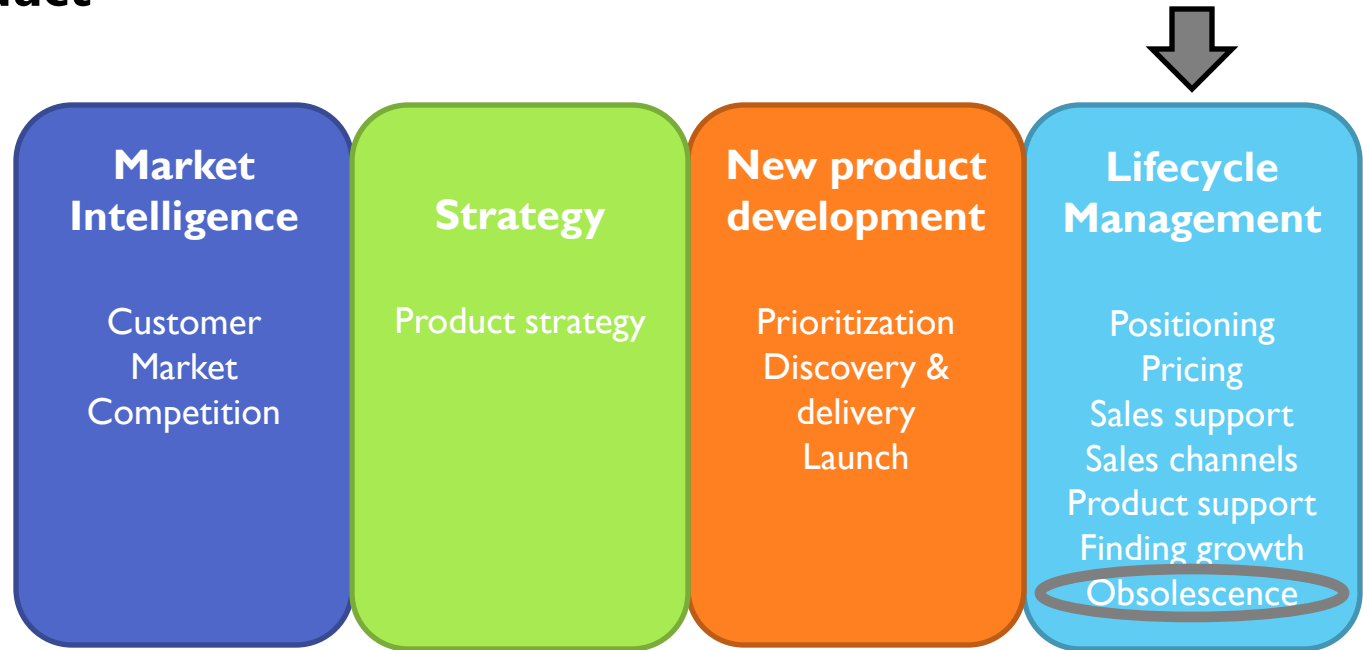 Market
Intelligence
Customer
Market
Competition
Strategy
Product strategy
New product
development
Prioritization
Discovery &
delivery
Launch
Lifecycle
Management
Positioning
Pricing
Sales support
Sales channels
Product support
Finding growth
Obsolescence